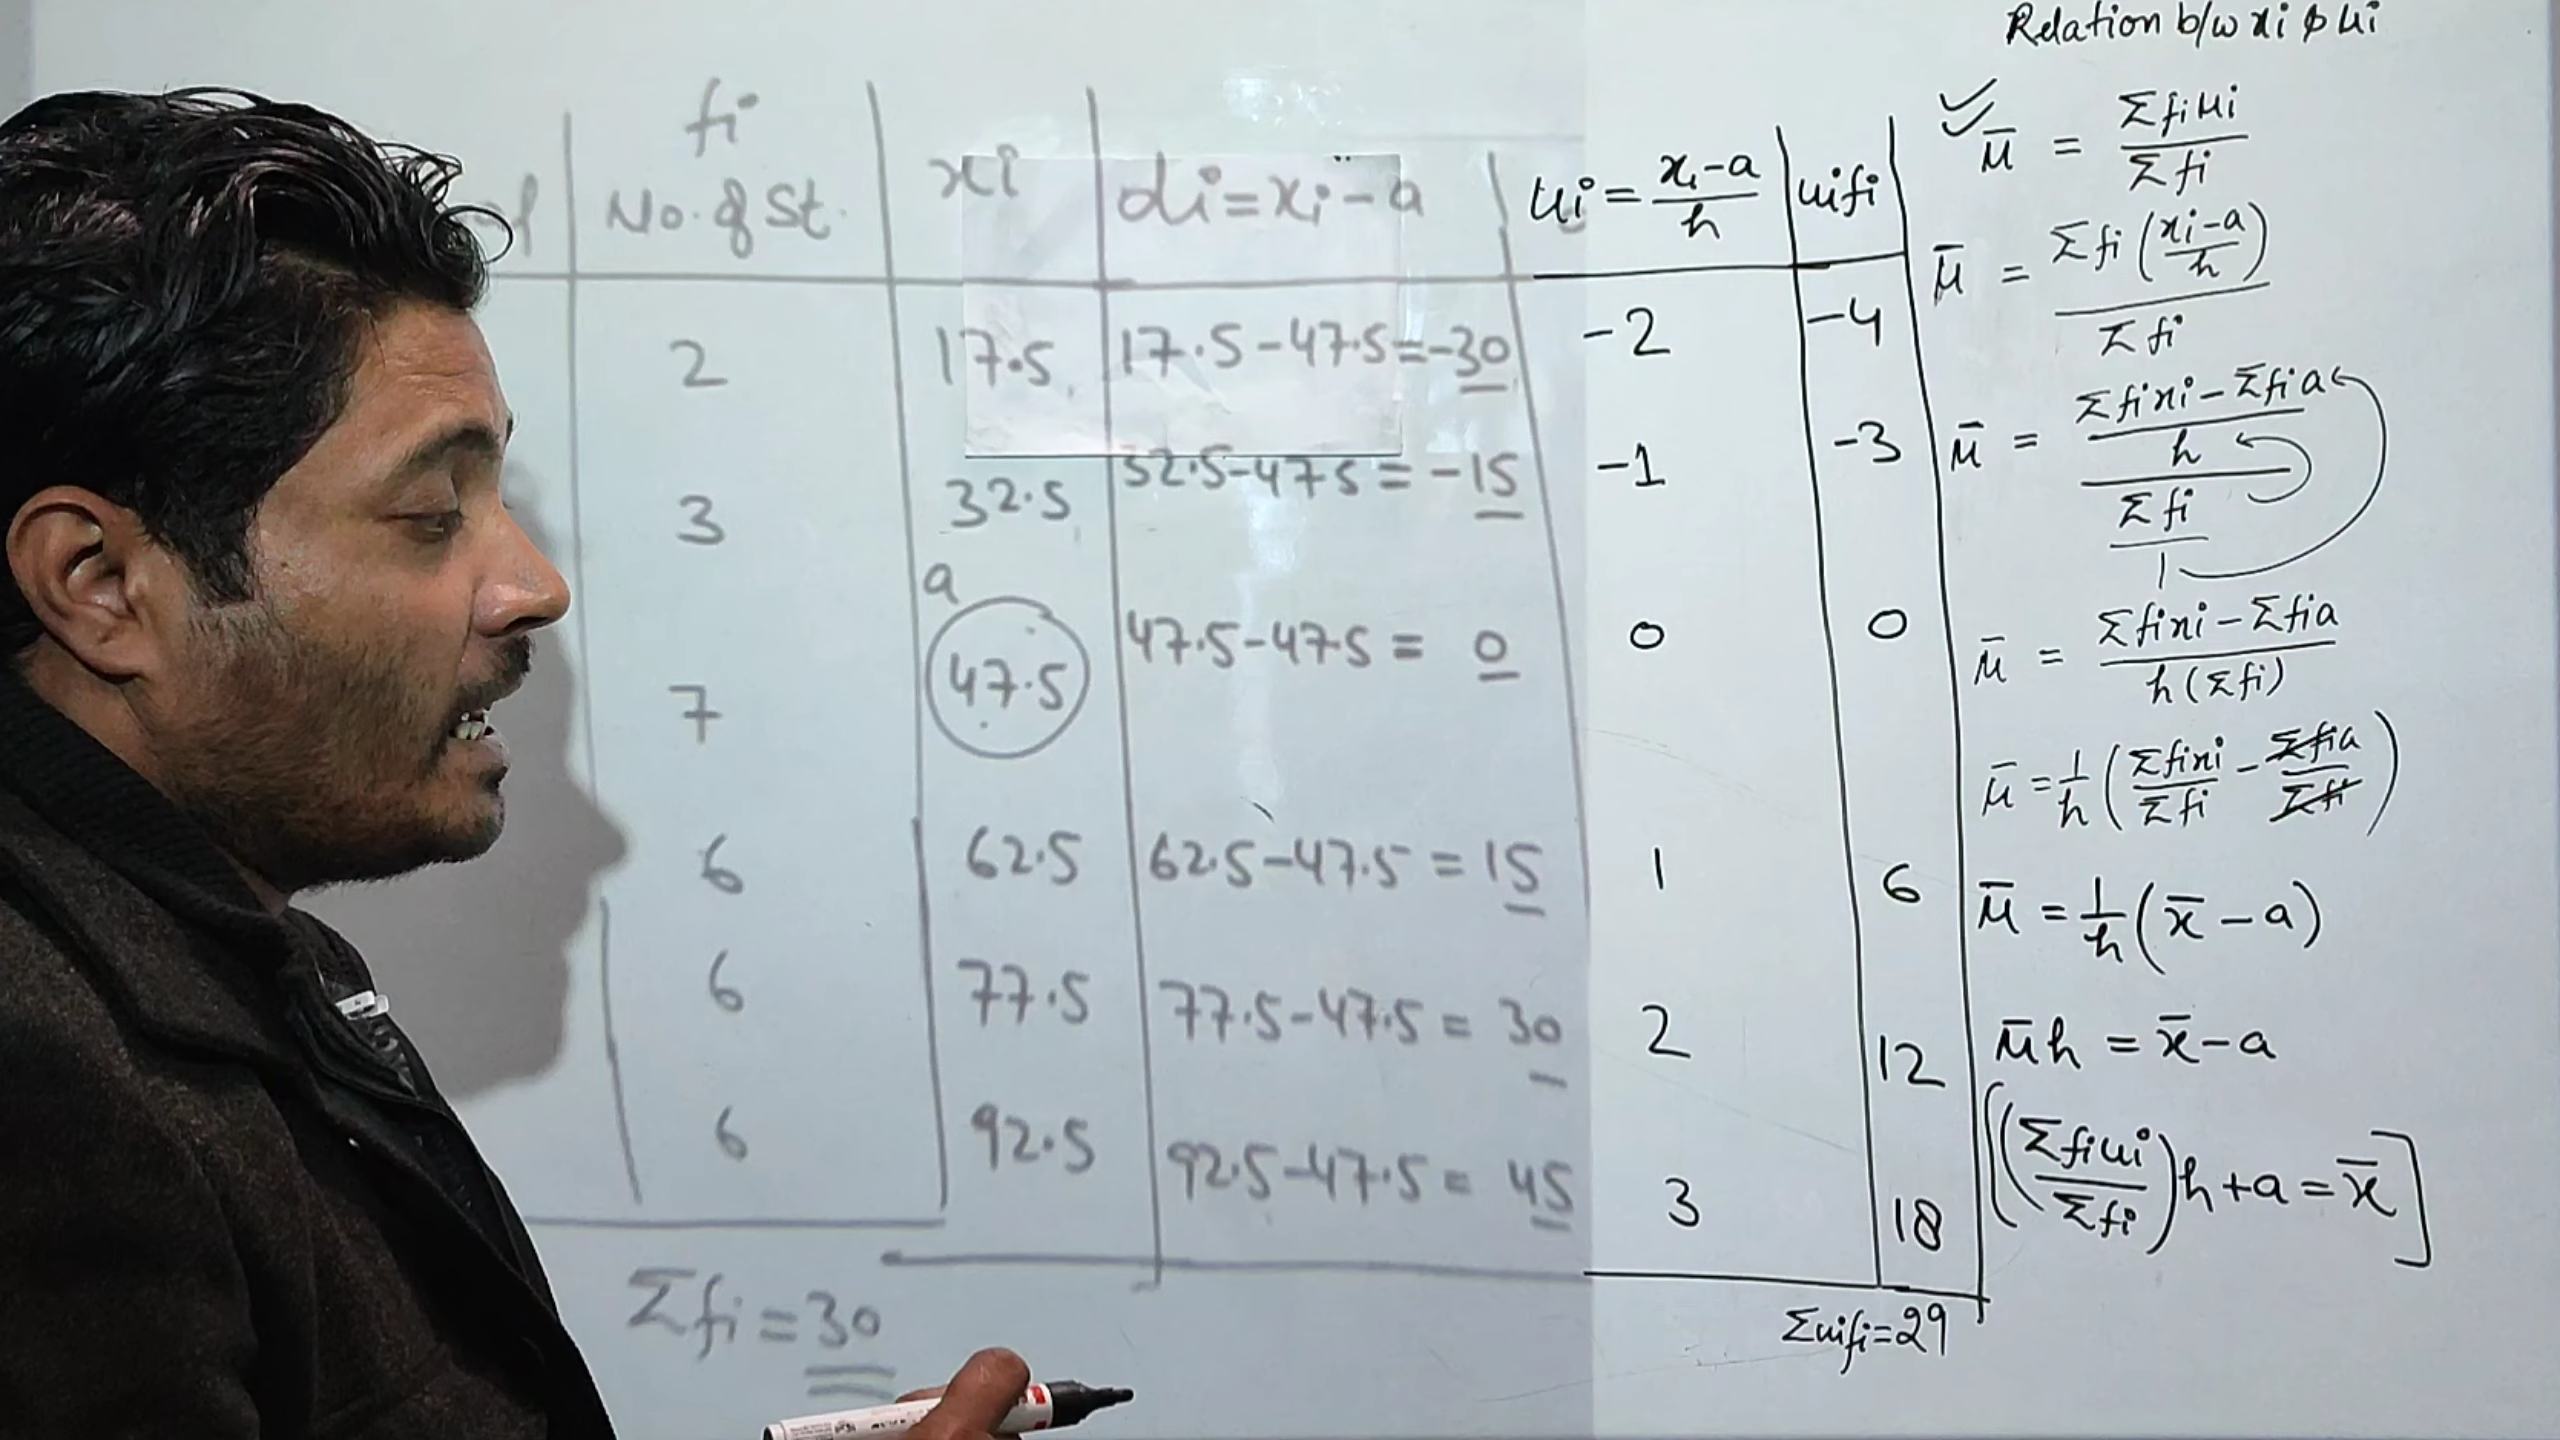 Relation b/w xi & ui
fi
No. of St. | xi | di = xi - a | ui = (xi - a)/h | uifi
2 | 17.5 | 17.5 - 47.5 = -30 | -2 | -4
3 | 32.5 | 32.5 - 47.5 = -15 | -1 | -3
a
7 | 47.5 | 47.5 - 47.5 = 0 | 0 | 0
6 | 62.5 | 62.5 - 47.5 = 15 | 1 | 6
6 | 77.5 | 77.5 - 47.5 = 30 | 2 | 12
6 | 92.5 | 92.5 - 47.5 = 45 | 3 | 18
Σfi = 30
Σuifi = 29
ū = Σfiui / Σfi
ū = Σfi((xi - a)/h) / Σfi
ū = ((Σfixi - Σfia)/h) / (Σfi/1)
ū = (Σfixi - Σfia) / h(Σfi)
ū = 1/h (Σfixi/Σfi - Σfia/Σfi)
ū = 1/h (x̄ - a)
ūh = x̄ - a
[(Σfiui/Σfi)h + a = x̄]